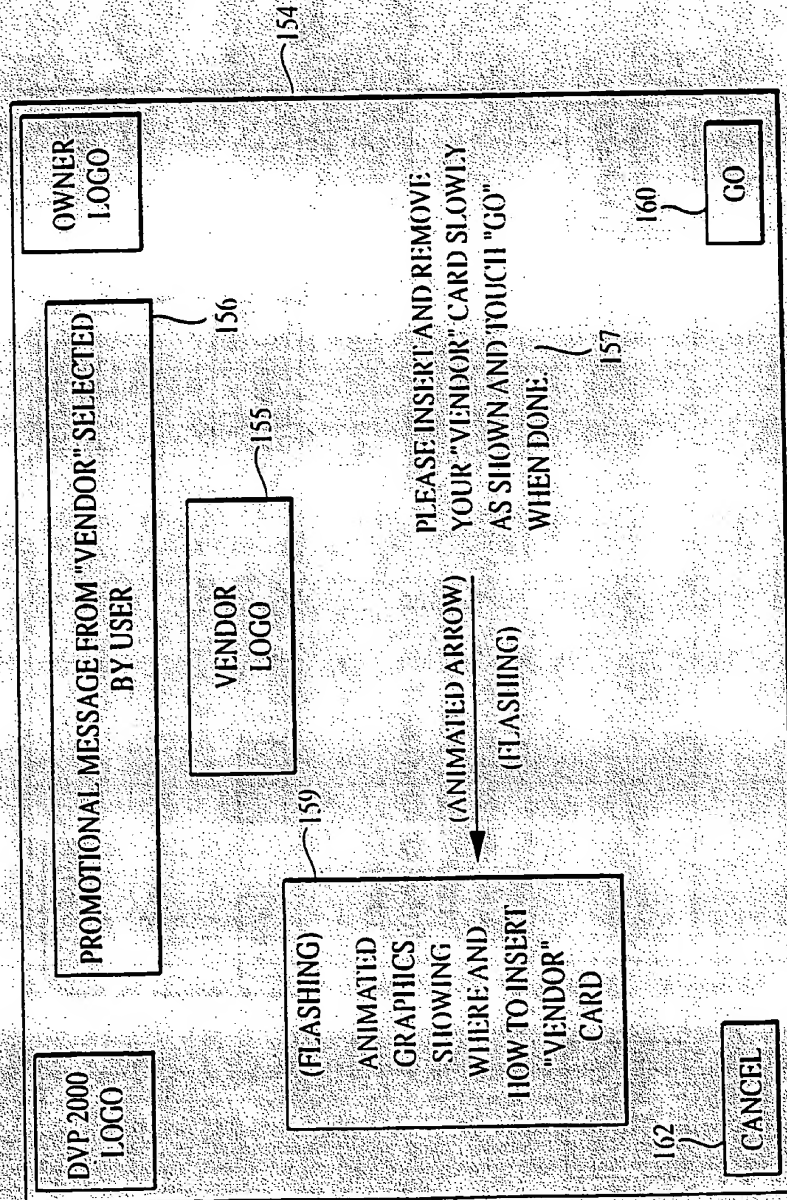 DVP 2000
LOGO
PROMOTIONAL MESSAGE FROM "VENDOR" SELECTED
BY USER
156
OWNER
LOGO
154
VENDOR
LOGO
155
159
(FLASHING)
ANIMATED
GRAPHICS
SHOWING
WHERE AND
HOW TO INSERT
"VENDOR"
CARD
(ANIMATED ARROW)
(FLASHING)
PLEASE INSERT AND REMOVE
YOUR "VENDOR" CARD SLOWLY
AS SHOWN AND TOUCH "GO"
WHEN DONE.
157
162
CANCEL
160
GO